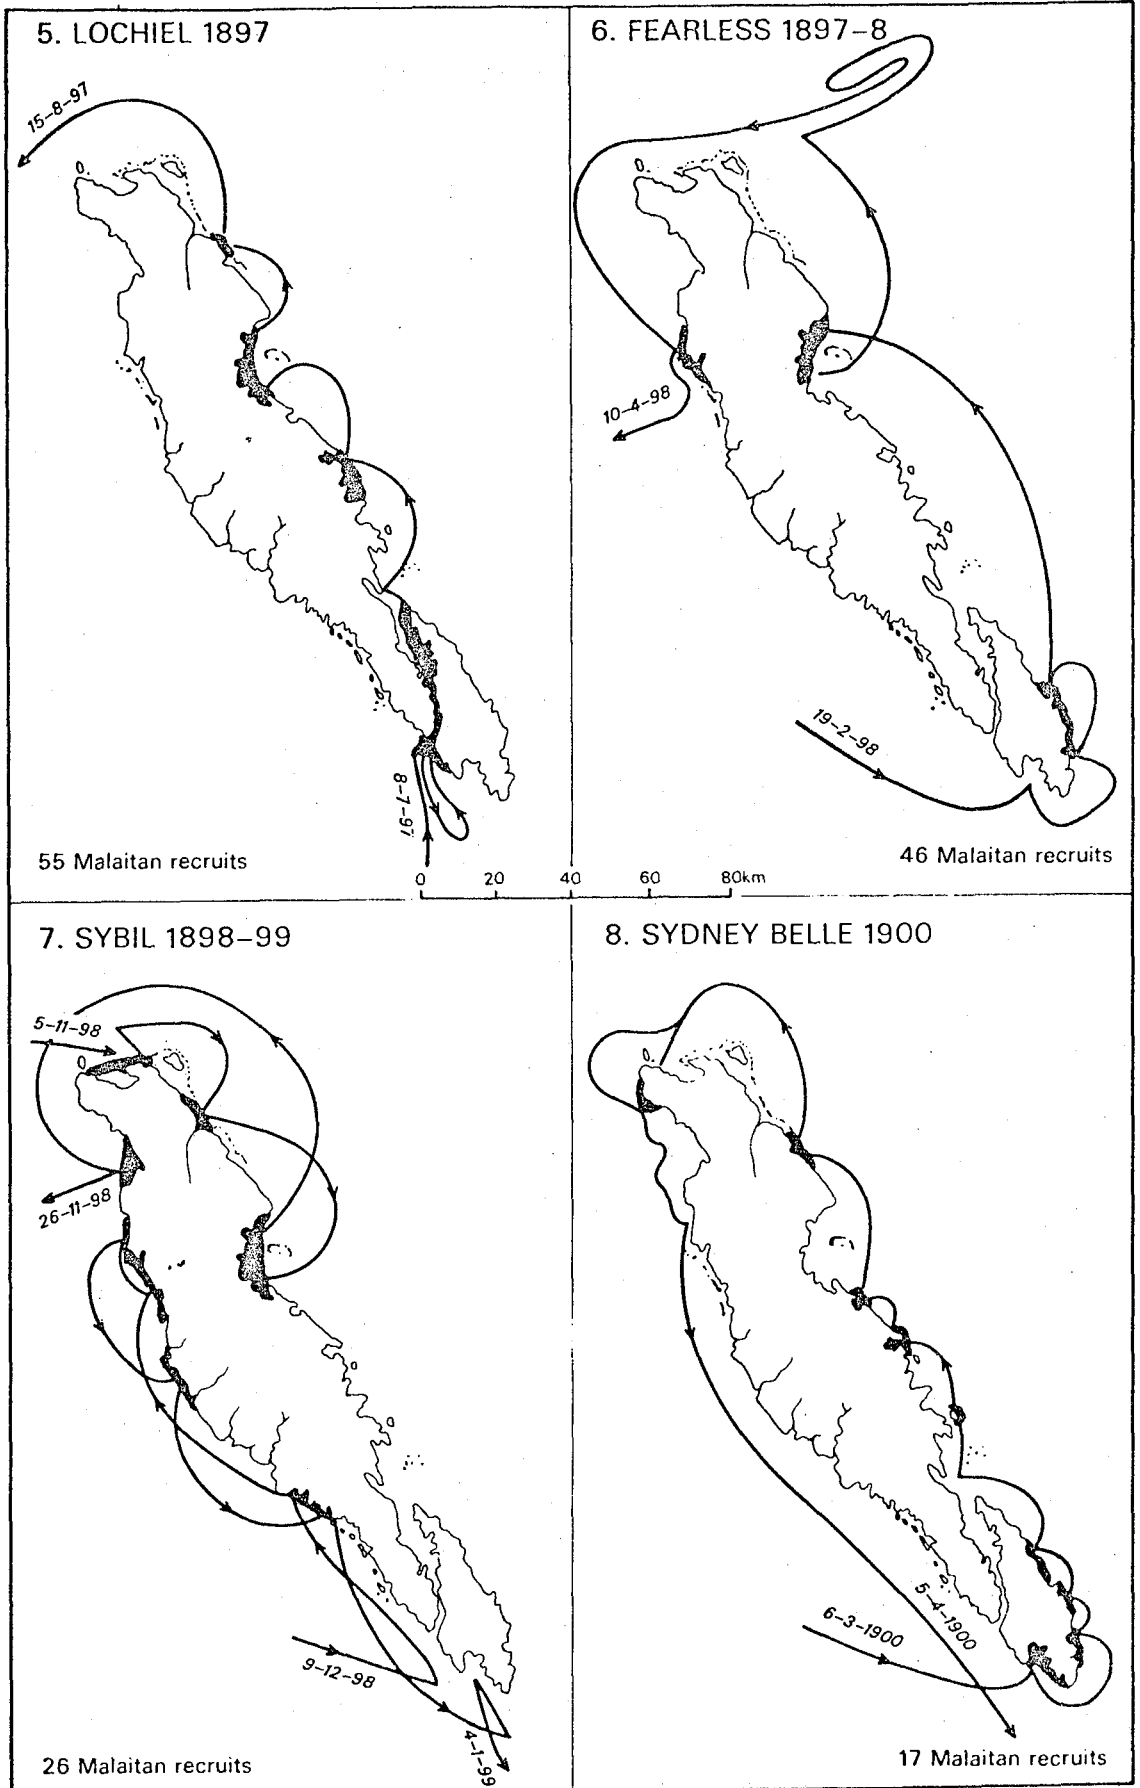 5. LOCHIEL 1897
15-8-97
8-7-97
55 Malaitan recruits
6. FEARLESS 1897-8
10-4-98
19-2-98
46 Malaitan recruits
0 20 40 60 80km
7. SYBIL 1898-99
5-11-98
26-11-98
9-12-98
4-1-99
26 Malaitan recruits
8. SYDNEY BELLE 1900
6-3-1900
5-4-1900
17 Malaitan recruits